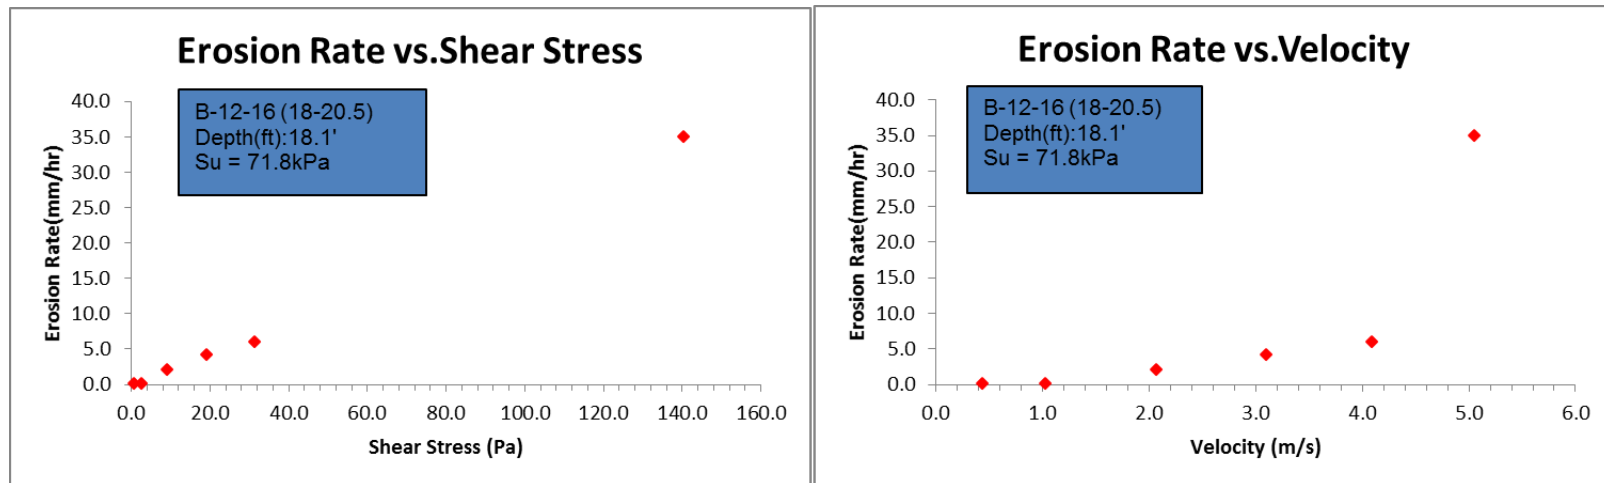 Erosion Rate vs.Shear Stress
B-12-16 (18-20.5)
Depth(ft):18.1'
Su = 71.8kPa
Erosion Rate(mm/hr)
40.0
35.0
30.0
25.0
20.0
15.0
10.0
5.0
0.0
0.0 20.0 40.0 60.0 80.0 100.0 120.0 140.0 160.0
Shear Stress (Pa)
Erosion Rate vs.Velocity
B-12-16 (18-20.5)
Depth(ft):18.1'
Su = 71.8kPa
Erosion Rate(mm/hr)
40.0
35.0
30.0
25.0
20.0
15.0
10.0
5.0
0.0
0.0 1.0 2.0 3.0 4.0 5.0 6.0
Velocity (m/s)